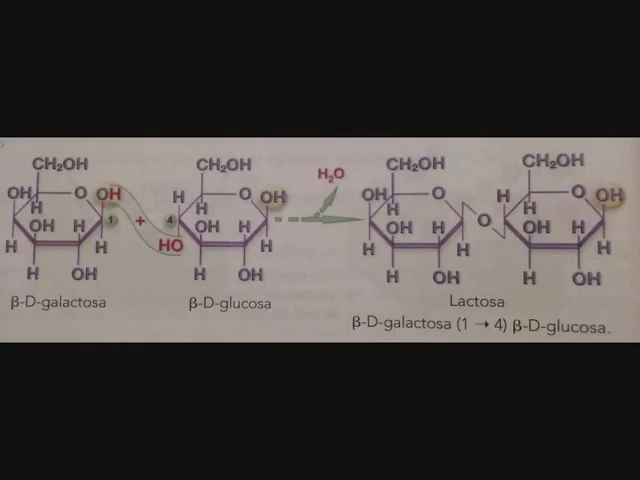 CH₂OH CH₂OH H₂O CH₂OH CH₂OH
OH O OH H O OH OH O H O OH
H H H H
1 + 4 O
OH H H HO OH H H OH H H OH H H
H OH H OH H OH H OH
β-D-galactosa β-D-glucosa Lactosa
β-D-galactosa (1 → 4) β-D-glucosa.